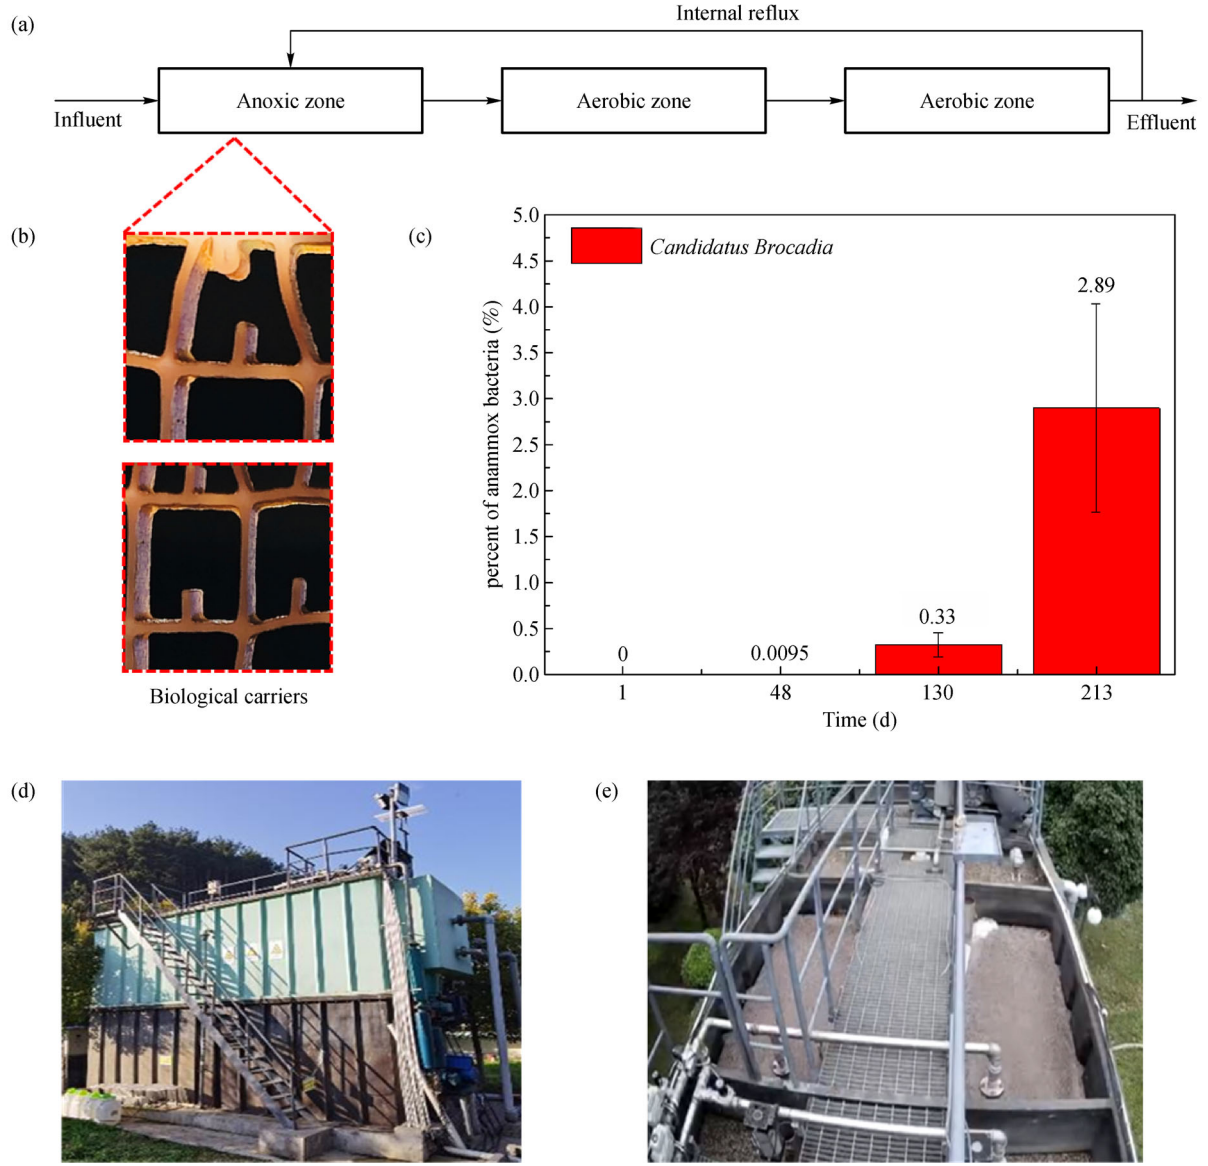 (a)
Internal reflux
Influent
Anoxic zone
Aerobic zone
Aerobic zone
Effluent
(b)
Biological carriers
(c)
percent of anammox bacteria (%)
5.0
4.5
4.0
3.5
3.0
2.5
2.0
1.5
1.0
0.5
0.0
Candidatus Brocadia
0
0.0095
0.33
2.89
1
48
130
213
Time (d)
(d)
(e)